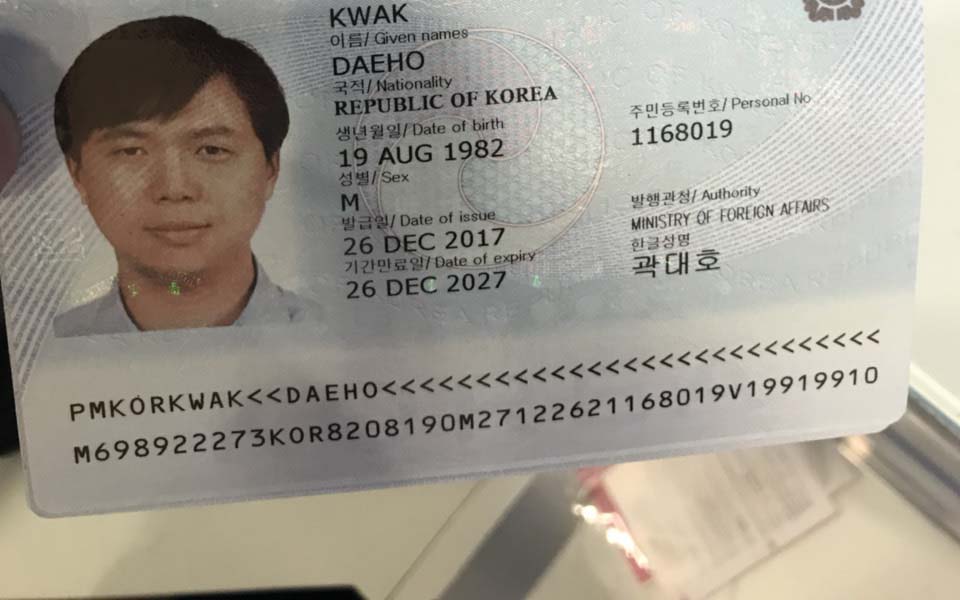 KWAK
이름/ Given names
DAEHO
국적/ Nationality
REPUBLIC OF KOREA
생년월일/ Date of birth
19 AUG 1982
주민등록번호/ Personal No.
1168019
성별/ Sex
M
발급일/ Date of issue
26 DEC 2017
발행관청/ Authority
MINISTRY OF FOREIGN AFFAIRS
기간만료일/ Date of expiry
26 DEC 2027
한글성명
곽대호
PMKORKWAK<<DAEHO<<<<<<<<<<<<<<<<<<<<<<<<<<<<
M698922273KOR8208190M27122621168019V19919910